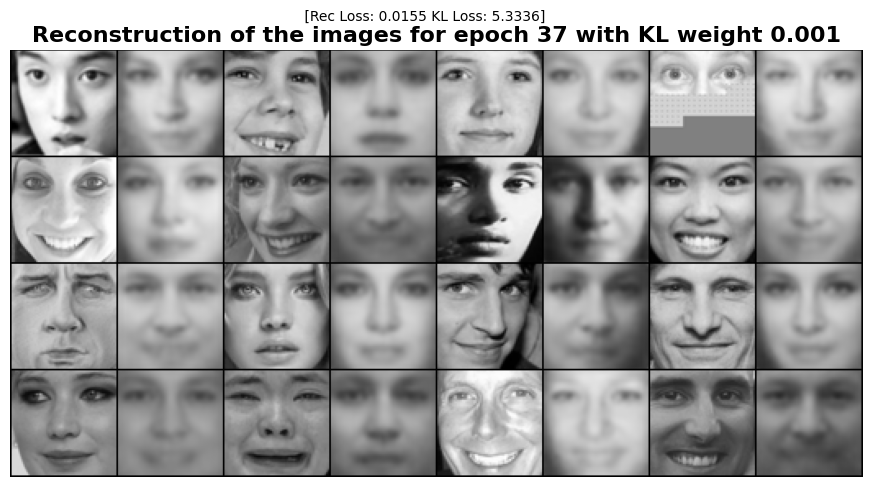 [Rec Loss: 0.0155 KL Loss: 5.3336]
Reconstruction of the images for epoch 37 with KL weight 0.001